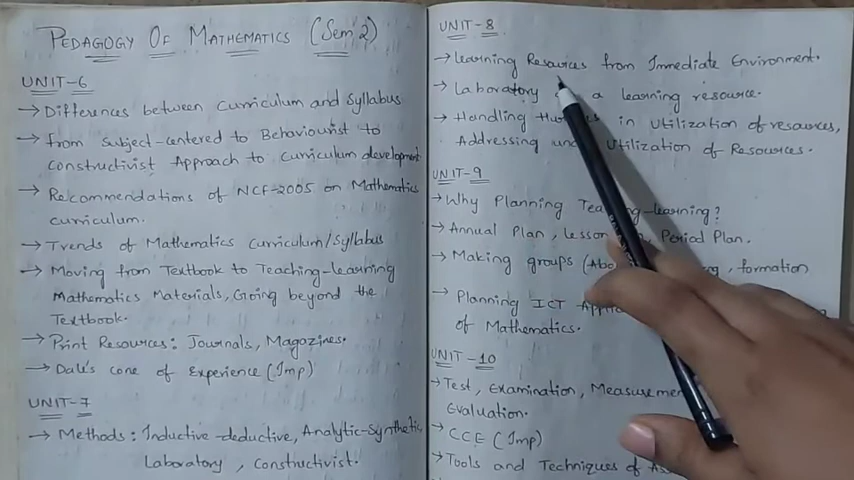 PEDAGOGY OF MATHEMATICS (Sem 2)
UNIT-6
→ Differences between Curriculum and Syllabus
→ From Subject-centered to Behaviourist to
Constructivist Approach to Curriculum development
→ Recommendations of NCF-2005 on Mathematics
curriculum.
→ Trends of Mathematics Curriculum/Syllabus
→ Moving from Textbook to Teaching-learning
Mathematics Materials, Going beyond the
Textbook.
→ Print Resources: Journals, Magozines.
→ Dale's cone of Experience (Imp)
UNIT-7
→ Methods: Inductive-deductive, Analytic-Synthetic,
Laboratory, Constructivist.
UNIT-8
→ Learning Resources from Immediate Environment.
→ Laboratory a learning resource.
→ Handling in Utilization of resources,
Addressing Utilization of Resources.
UNIT-9
→ Why Planning Teaching-learning?
→ Annual Plan, Lesson, Period Plan.
→ Making groups formation
→ Planning ICT
of Mathematics.
UNIT-10
→ Test, Examination,
Evaluation.
→ CCE (Imp)
→ Tools and Techniques of